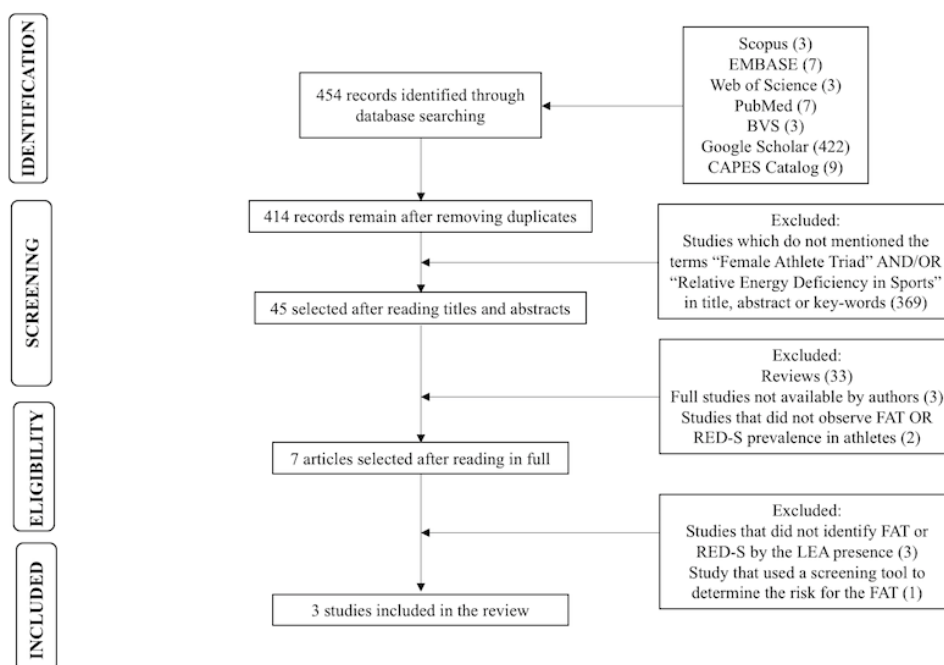 IDENTIFICATION
454 records identified through
database searching
Scopus (3)
EMBASE (7)
Web of Science (3)
PubMed (7)
BVS (3)
Google Scholar (422)
CAPES Catalog (9)
SCREENING
414 records remain after removing duplicates
Excluded:
Studies which do not mentioned the
terms “Female Athlete Triad” AND/OR
“Relative Energy Deficiency in Sports”
in title, abstract or key-words (369)
45 selected after reading titles and abstracts
Excluded:
Reviews (33)
Full studies not available by authors (3)
Studies that did not observe FAT OR
RED-S prevalence in athletes (2)
ELIGIBILITY
7 articles selected after reading in full
Excluded:
Studies that did not identify FAT or
RED-S by the LEA presence (3)
Study that used a screening tool to
determine the risk for the FAT (1)
INCLUDED
3 studies included in the review